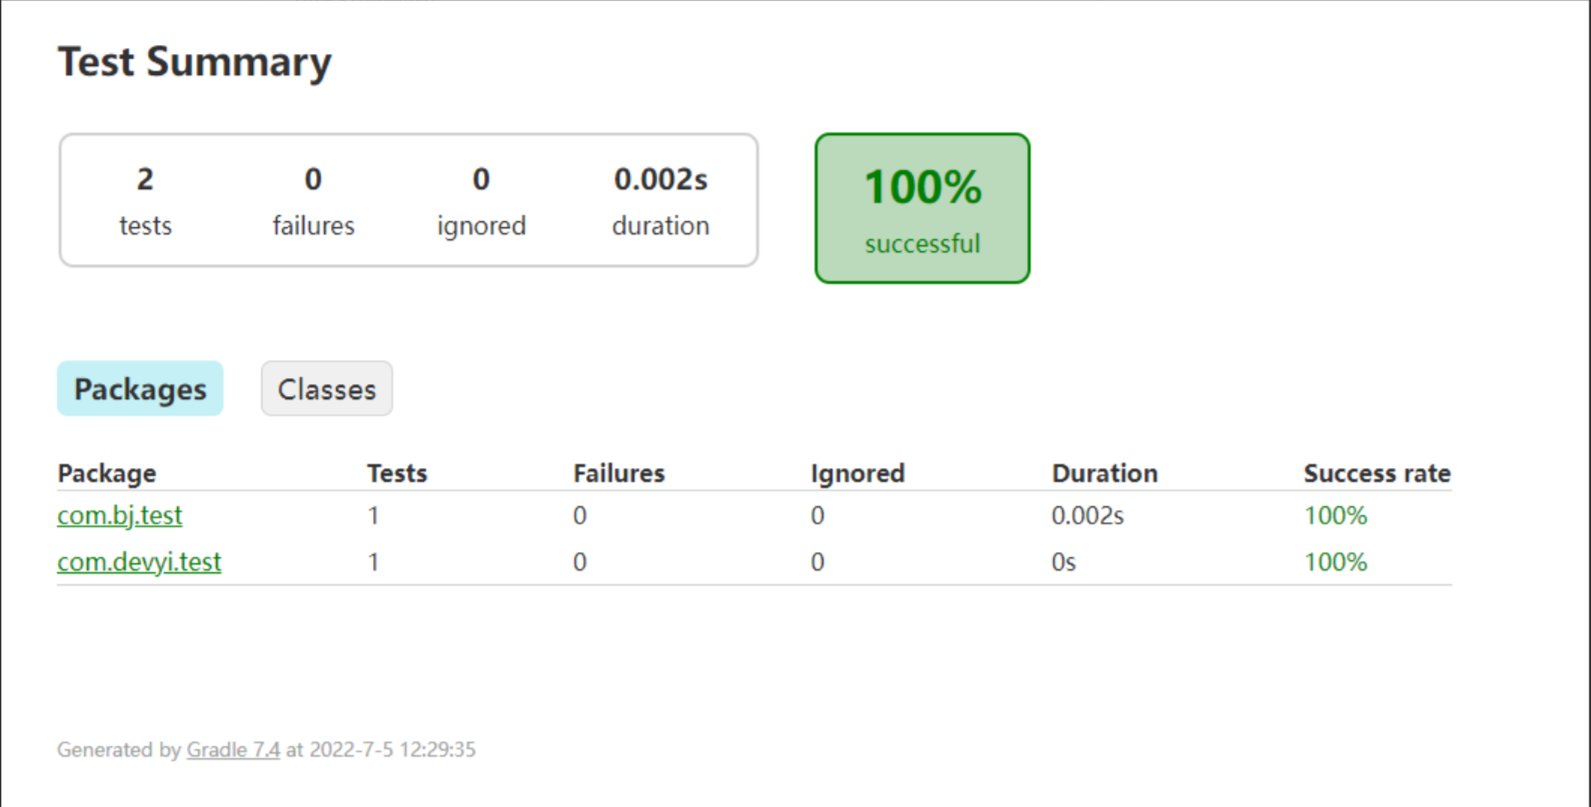 Test Summary
2 0 0 0.002s
tests failures ignored duration
100%
successful
Packages Classes
Package Tests Failures Ignored Duration Success rate
com.bj.test 1 0 0 0.002s 100%
com.devyi.test 1 0 0 0s 100%
Generated by Gradle 7.4 at 2022-7-5 12:29:35